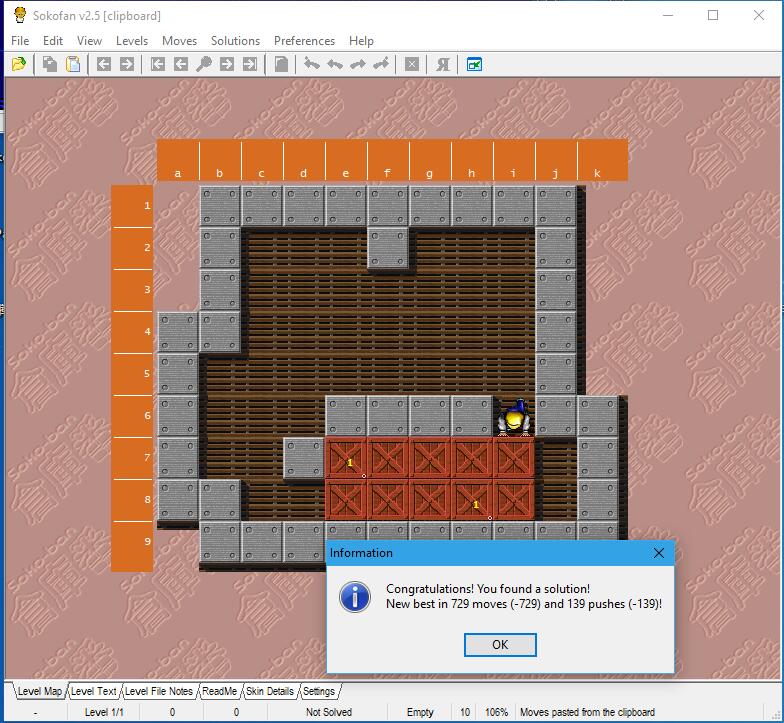 Sokofan v2.5 [clipboard]
File Edit View Levels Moves Solutions Preferences Help
a b c d e f g h i j k
1
2
3
4
5
6
7
1
8
1
9
Information
Congratulations! You found a solution!
New best in 729 moves (-729) and 139 pushes (-139)!
OK
Level Map Level Text Level File Notes ReadMe Skin Details Settings
- Level 1/1 0 0 Not Solved Empty 10 106% Moves pasted from the clipboard